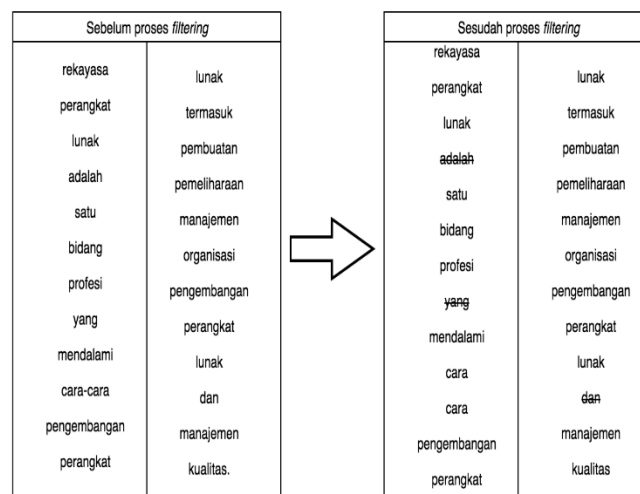 Sebelum proses filtering
rekayasa
perangkat
lunak
adalah
satu
bidang
profesi
yang
mendalami
cara-cara
pengembangan
perangkat
lunak
termasuk
pembuatan
pemeliharaan
manajemen
organisasi
pengembangan
perangkat
lunak
dan
manajemen
kualitas.
Sesudah proses filtering
rekayasa
perangkat
lunak
adalah
satu
bidang
profesi
yang
mendalami
cara
cara
pengembangan
perangkat
lunak
termasuk
pembuatan
pemeliharaan
manajemen
organisasi
pengembangan
perangkat
lunak
dan
manajemen
kualitas